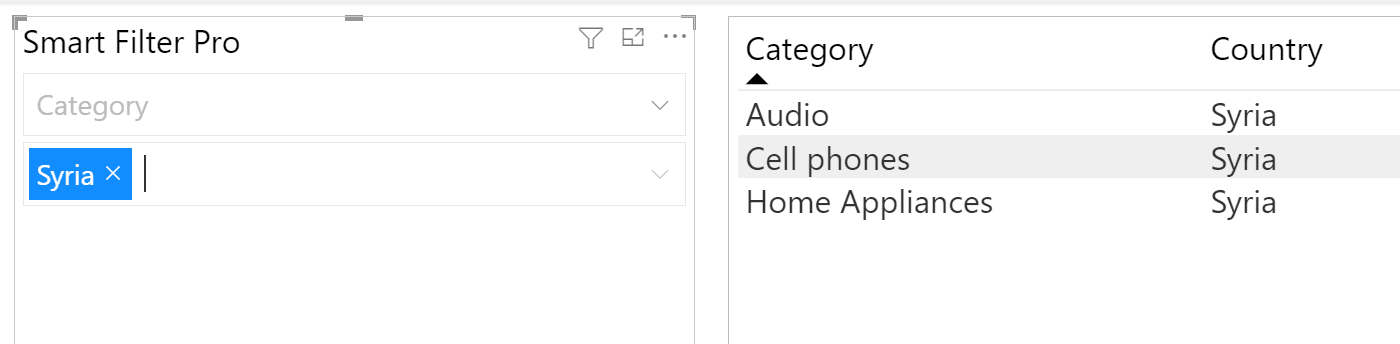 Smart Filter Pro
Category
Syria
Category Country
Audio Syria
Cell phones Syria
Home Appliances Syria